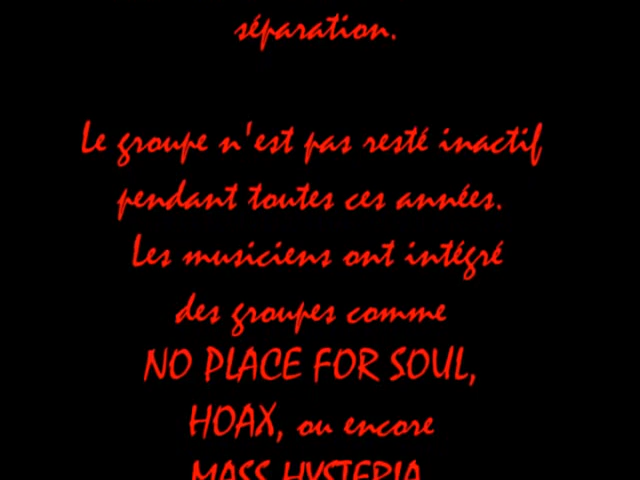 séparation.
Le groupe n'est pas resté inactif
pendant toutes ces années.
Les musiciens ont intégré
des groupes comme
NO PLACE FOR SOUL,
HOAX, ou encore
MASS HYSTERIA